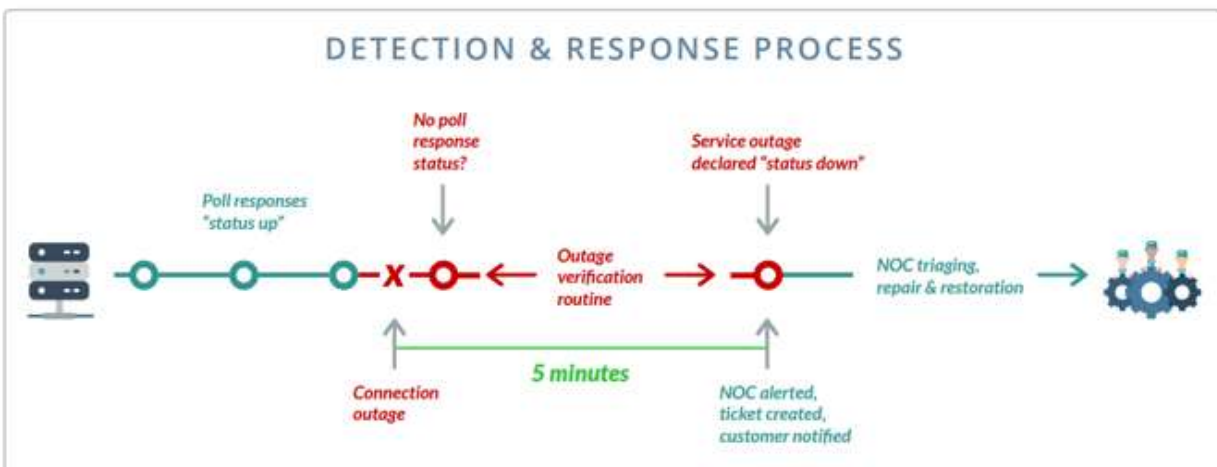 DETECTION & RESPONSE PROCESS
No poll
response
status?
Service outage
declared “status down”
Poll responses
“status up”
X
Outage
verification
routine
NOC triaging,
repair & restoration
5 minutes
Connection
outage
NOC alerted,
ticket created,
customer notified